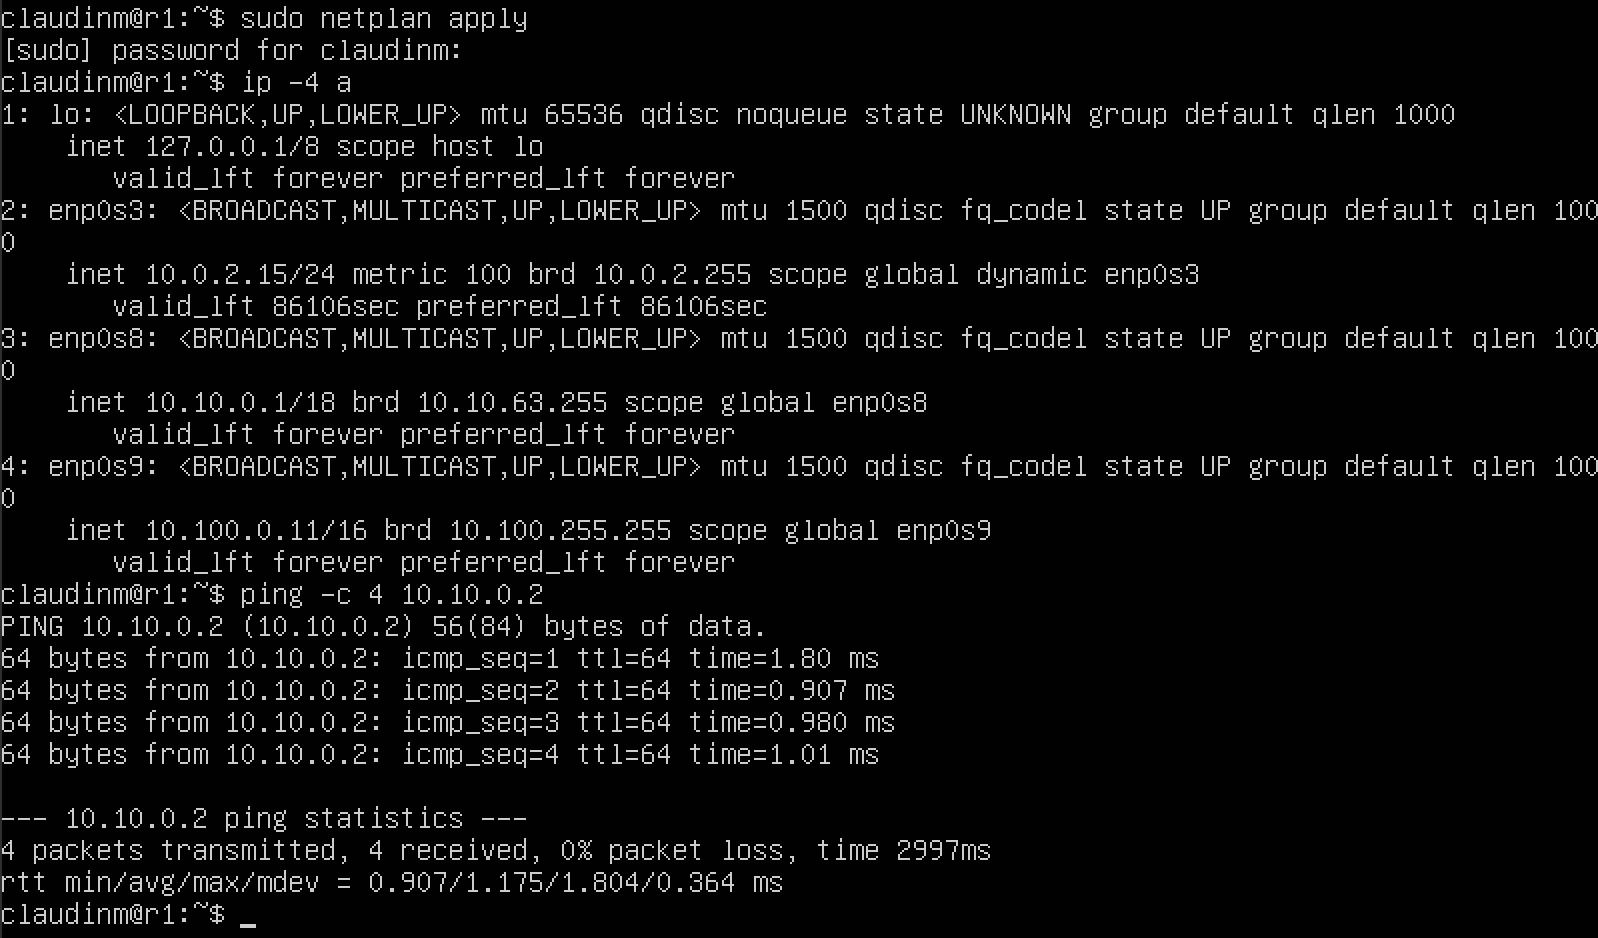 claudinm@r1:~$ sudo netplan apply
[sudo] password for claudinm:
claudinm@r1:~$ ip -4 a
1: lo: <LOOPBACK,UP,LOWER_UP> mtu 65536 qdisc noqueue state UNKNOWN group default qlen 1000
    inet 127.0.0.1/8 scope host lo
       valid_lft forever preferred_lft forever
2: enp0s3: <BROADCAST,MULTICAST,UP,LOWER_UP> mtu 1500 qdisc fq_codel state UP group default qlen 100
0
    inet 10.0.2.15/24 metric 100 brd 10.0.2.255 scope global dynamic enp0s3
       valid_lft 86106sec preferred_lft 86106sec
3: enp0s8: <BROADCAST,MULTICAST,UP,LOWER_UP> mtu 1500 qdisc fq_codel state UP group default qlen 100
0
    inet 10.10.0.1/18 brd 10.10.63.255 scope global enp0s8
       valid_lft forever preferred_lft forever
4: enp0s9: <BROADCAST,MULTICAST,UP,LOWER_UP> mtu 1500 qdisc fq_codel state UP group default qlen 100
0
    inet 10.100.0.11/16 brd 10.100.255.255 scope global enp0s9
       valid_lft forever preferred_lft forever
claudinm@r1:~$ ping -c 4 10.10.0.2
PING 10.10.0.2 (10.10.0.2) 56(84) bytes of data.
64 bytes from 10.10.0.2: icmp_seq=1 ttl=64 time=1.80 ms
64 bytes from 10.10.0.2: icmp_seq=2 ttl=64 time=0.907 ms
64 bytes from 10.10.0.2: icmp_seq=3 ttl=64 time=0.980 ms
64 bytes from 10.10.0.2: icmp_seq=4 ttl=64 time=1.01 ms

--- 10.10.0.2 ping statistics ---
4 packets transmitted, 4 received, 0% packet loss, time 2997ms
rtt min/avg/max/mdev = 0.907/1.175/1.804/0.364 ms
claudinm@r1:~$ _